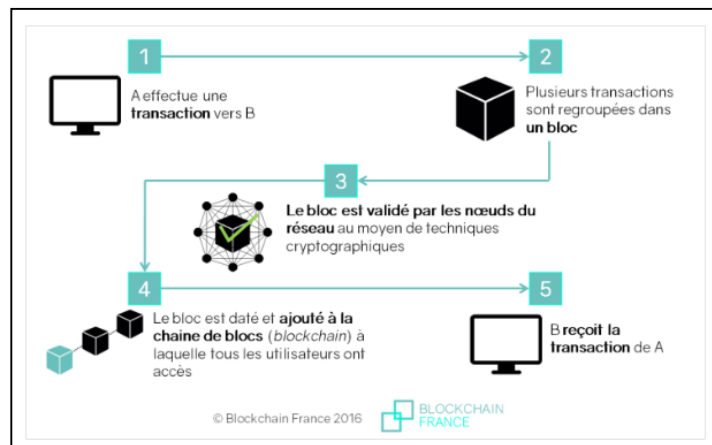 1
2
A effectue une
transaction vers B
Plusieurs transactions
sont regroupées dans
un bloc
3
Le bloc est validé par les nœuds du
réseau au moyen de techniques
cryptographiques
4
5
Le bloc est daté et ajouté à la
chaine de blocs (blockchain) à
laquelle tous les utilisateurs ont
accès
B reçoit la
transaction de A
© Blockchain France 2016
BLOCKCHAIN
FRANCE